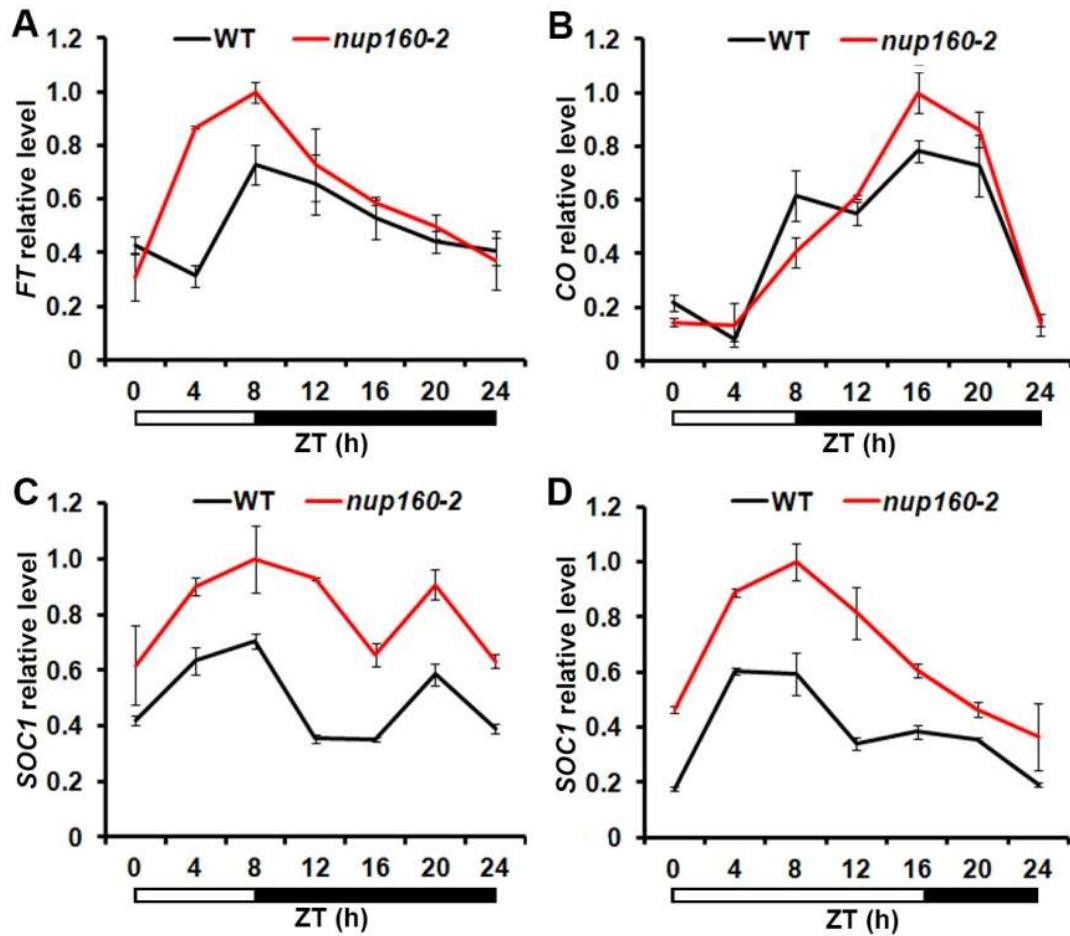 A
WT nup160-2
FT relative level
1.2
1.0
0.8
0.6
0.4
0.2
0
0 4 8 12 16 20 24
ZT (h)
B
WT nup160-2
CO relative level
1.2
1.0
0.8
0.6
0.4
0.2
0
0 4 8 12 16 20 24
ZT (h)
C
WT nup160-2
SOC1 relative level
1.2
1.0
0.8
0.6
0.4
0.2
0
0 4 8 12 16 20 24
ZT (h)
D
WT nup160-2
SOC1 relative level
1.2
1.0
0.8
0.6
0.4
0.2
0
0 4 8 12 16 20 24
ZT (h)